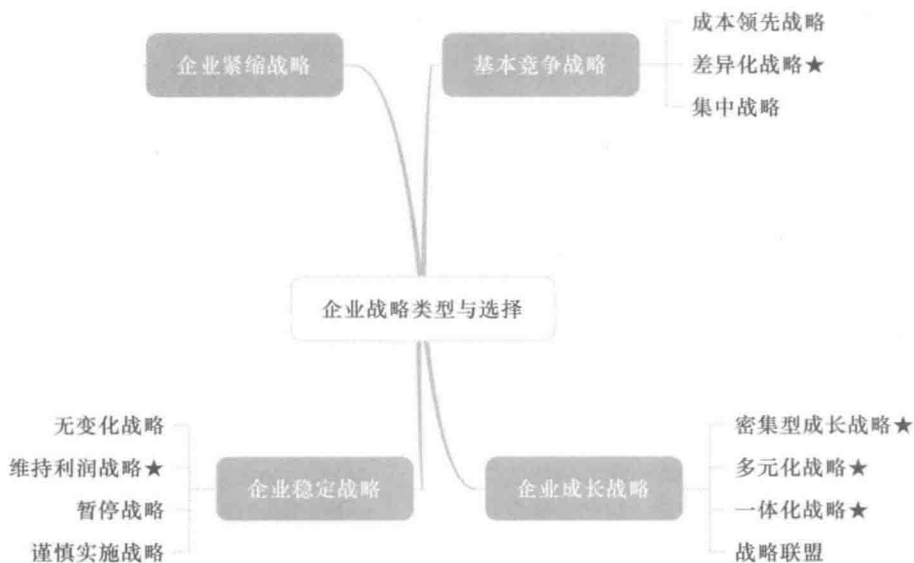 企业紧缩战略
基本竞争战略
成本领先战略
差异化战略★
集中战略
企业战略类型与选择
无变化战略
维持利润战略★
暂停战略
谨慎实施战略
企业稳定战略
企业成长战略
密集型成长战略★
多元化战略★
一体化战略★
战略联盟